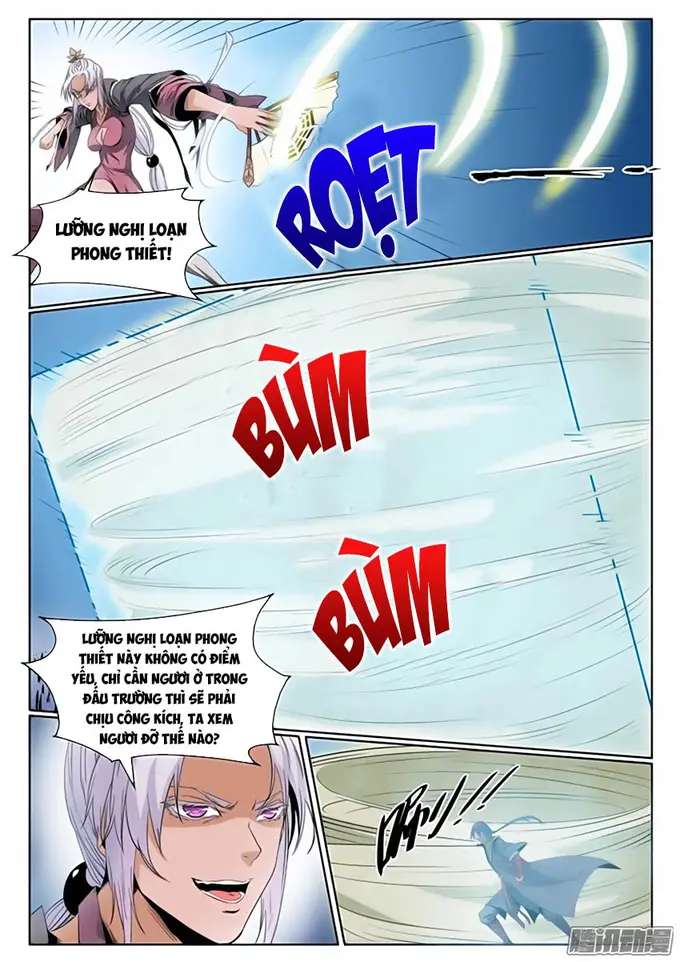 LƯỠNG NGHỊ LOẠN
PHONG THIẾT!
ROẸT
BÙM
BÙM
LƯỠNG NGHI LOẠN PHONG
THIẾT NÀY KHÔNG CÓ ĐIỂM
YẾU, CHỈ CẦN NGƯƠI Ở TRONG
ĐẤU TRƯỜNG THÌ SẼ PHẢI
CHỊU CÔNG KÍCH, TA XEM
NGƯƠI ĐỠ THẾ NÀO?
腾讯动漫